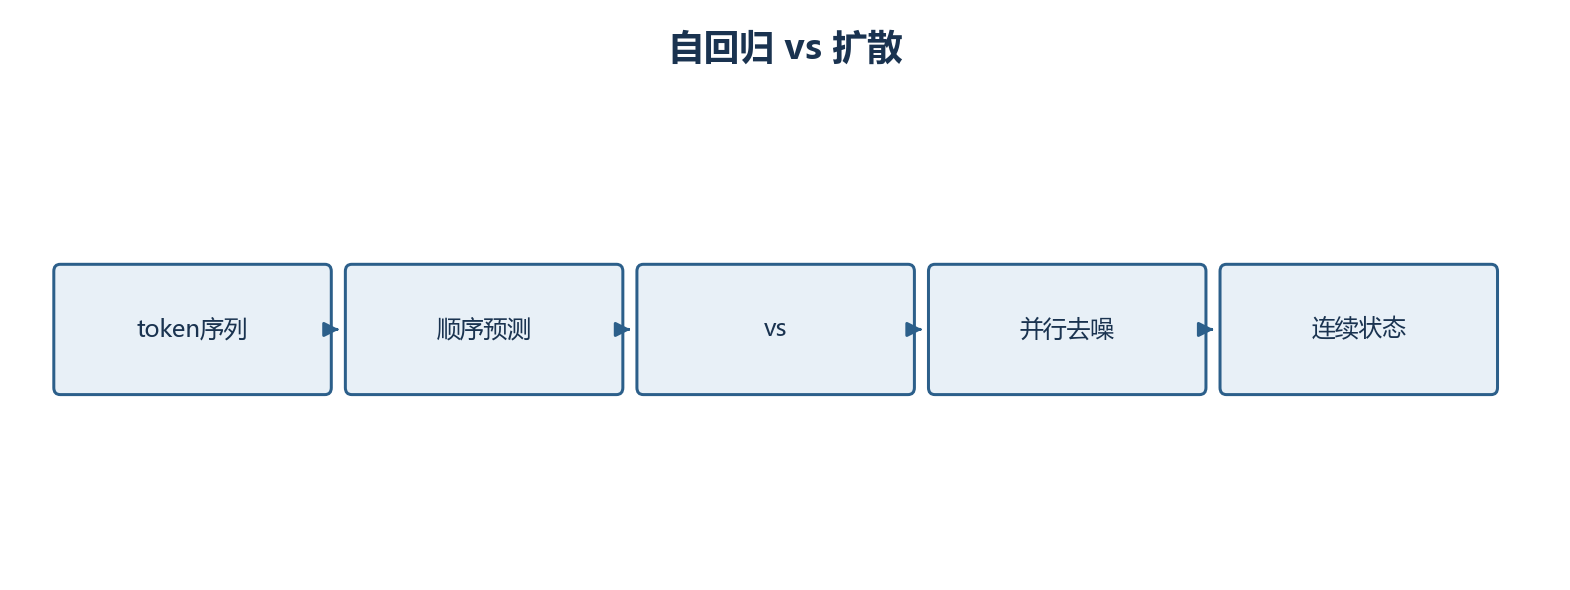 自回归 vs 扩散
token序列
顺序预测
vs
并行去噪
连续状态